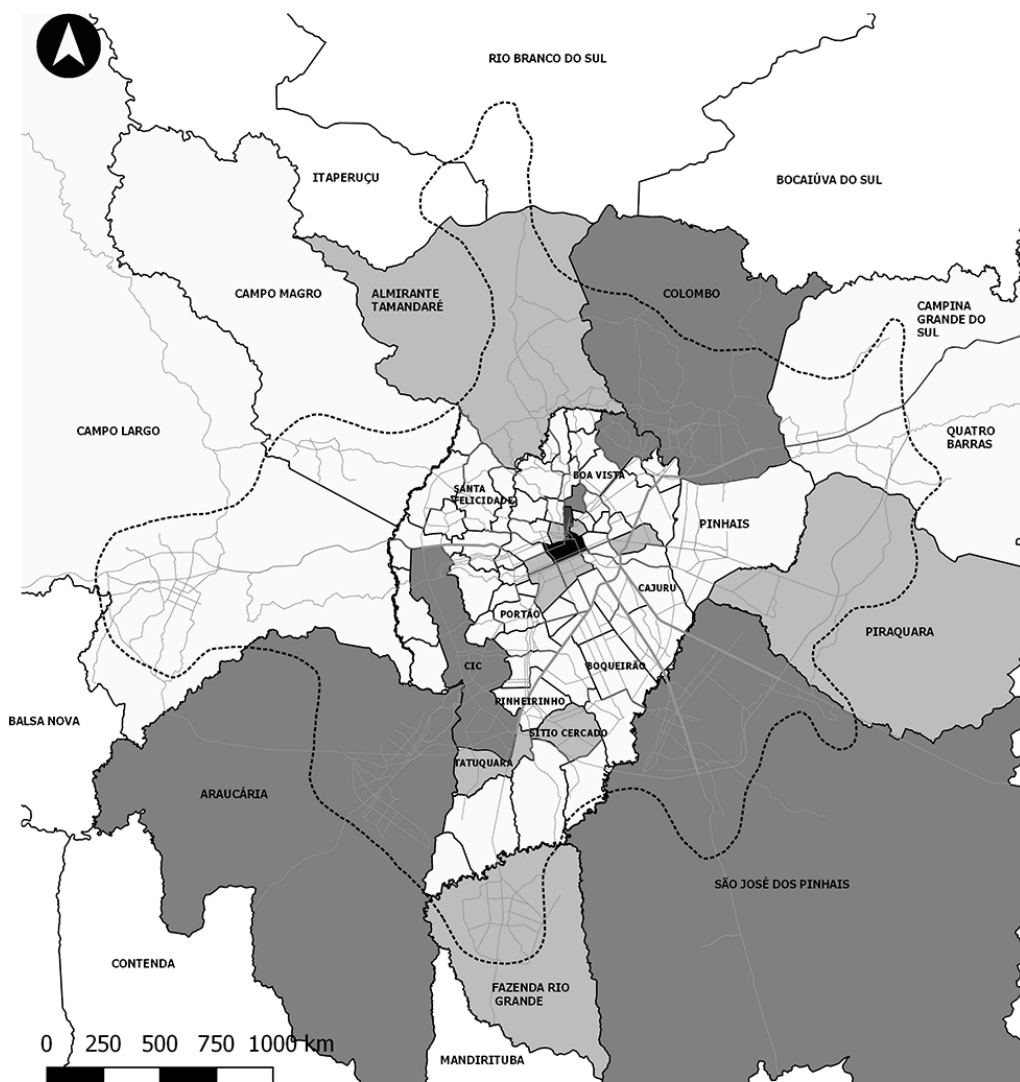 RIO BRANCO DO SUL
ITAPERUÇU
BOCAIÚVA DO SUL
CAMPO MAGRO
ALMIRANTE
TAMANDARÉ
COLOMBO
CAMPINA
GRANDE DO
SUL
CAMPO LARGO
QUATRO
BARRAS
BOA VISTA
SANTA
FELICIDADE
PINHAIS
CAJURU
PORTÃO
PIRAQUARA
CIC
BOQUEIRÃO
PINHEIRINHO
BALSA NOVA
SÍTIO CERCADO
TATUQUARA
ARAUCÁRIA
SÃO JOSÉ DOS PINHAIS
CONTENDA
FAZENDA RIO
GRANDE
0 250 500 750 1000 km
MANDIRITUBA